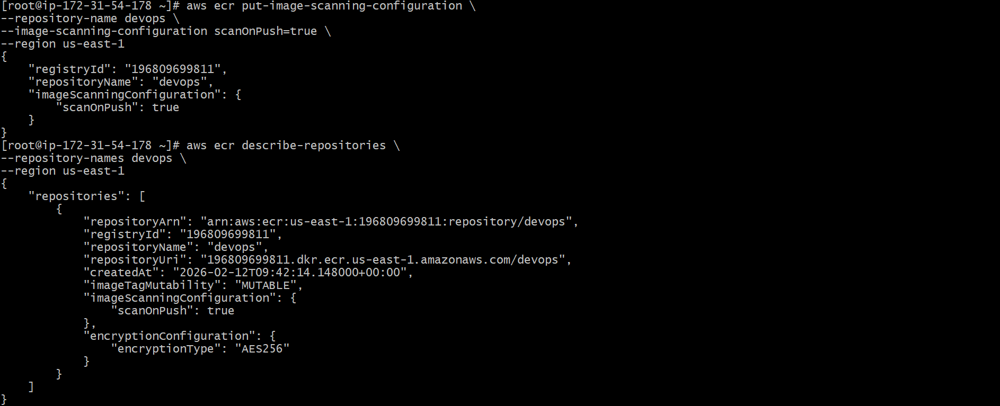 [root@ip-172-31-54-178 ~]# aws ecr put-image-scanning-configuration \
--repository-name devops \
--image-scanning-configuration scanOnPush=true \
--region us-east-1
{
    "registryId": "196809699811",
    "repositoryName": "devops",
    "imageScanningConfiguration": {
        "scanOnPush": true
    }
}
[root@ip-172-31-54-178 ~]# aws ecr describe-repositories \
--repository-names devops \
--region us-east-1
{
    "repositories": [
        {
            "repositoryArn": "arn:aws:ecr:us-east-1:196809699811:repository/devops",
            "registryId": "196809699811",
            "repositoryName": "devops",
            "repositoryUri": "196809699811.dkr.ecr.us-east-1.amazonaws.com/devops",
            "createdAt": "2026-02-12T09:42:14.148000+00:00",
            "imageTagMutability": "MUTABLE",
            "imageScanningConfiguration": {
                "scanOnPush": true
            },
            "encryptionConfiguration": {
                "encryptionType": "AES256"
            }
        }
    ]
}